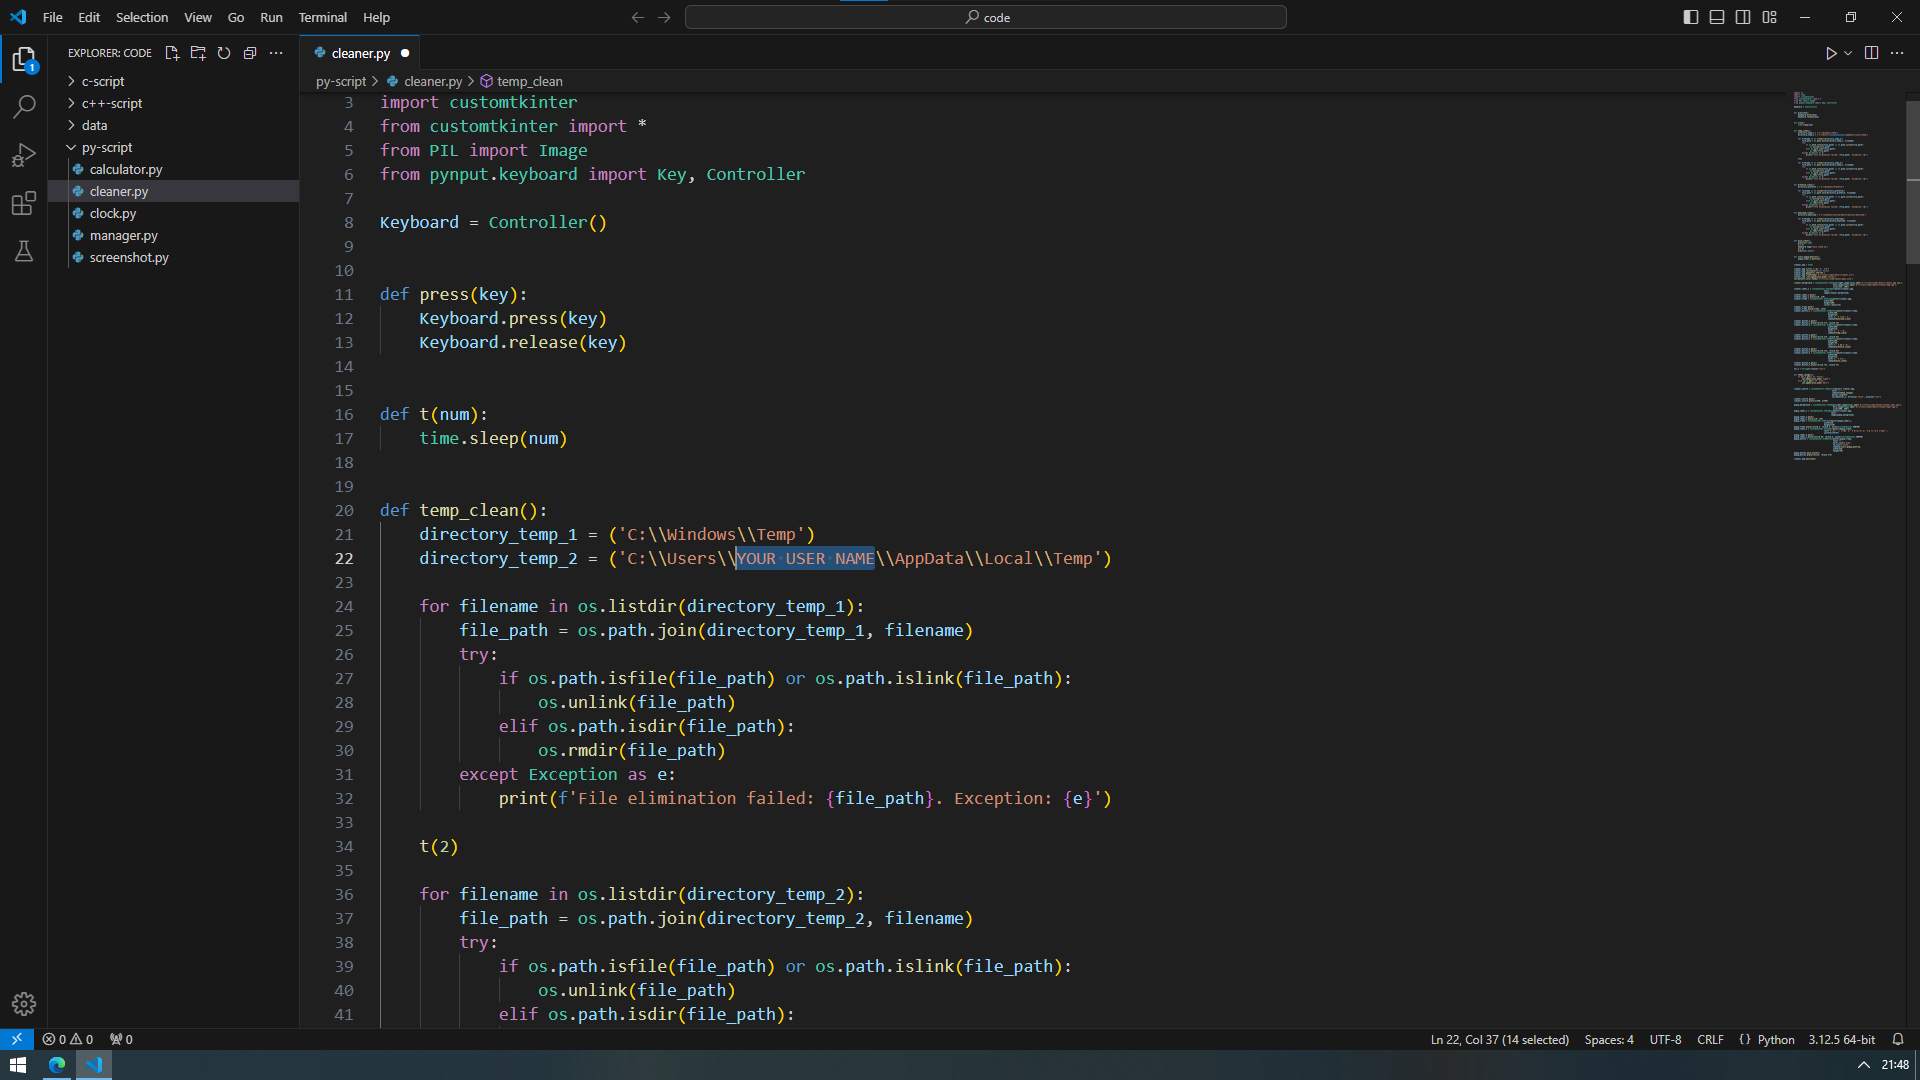 File Edit Selection View Go Run Terminal Help
code
EXPLORER: CODE
1
c-script
c++-script
data
py-script
calculator.py
cleaner.py
clock.py
manager.py
screenshot.py
cleaner.py
py-script > cleaner.py > temp_clean
3 import customtkinter
4 from customtkinter import *
5 from PIL import Image
6 from pynput.keyboard import Key, Controller
7
8 Keyboard = Controller()
9
10
11 def press(key):
12     Keyboard.press(key)
13     Keyboard.release(key)
14
15
16 def t(num):
17     time.sleep(num)
18
19
20 def temp_clean():
21     directory_temp_1 = ('C:\\Windows\\Temp')
22     directory_temp_2 = ('C:\\Users\\YOUR USER NAME\\AppData\\Local\\Temp')
23
24     for filename in os.listdir(directory_temp_1):
25         file_path = os.path.join(directory_temp_1, filename)
26         try:
27             if os.path.isfile(file_path) or os.path.islink(file_path):
28                 os.unlink(file_path)
29             elif os.path.isdir(file_path):
30                 os.rmdir(file_path)
31         except Exception as e:
32             print(f'File elimination failed: {file_path}. Exception: {e}')
33
34     t(2)
35
36     for filename in os.listdir(directory_temp_2):
37         file_path = os.path.join(directory_temp_2, filename)
38         try:
39             if os.path.isfile(file_path) or os.path.islink(file_path):
40                 os.unlink(file_path)
41             elif os.path.isdir(file_path):
0 0 0
Ln 22, Col 37 (14 selected) Spaces: 4 UTF-8 CRLF {} Python 3.12.5 64-bit
21:48